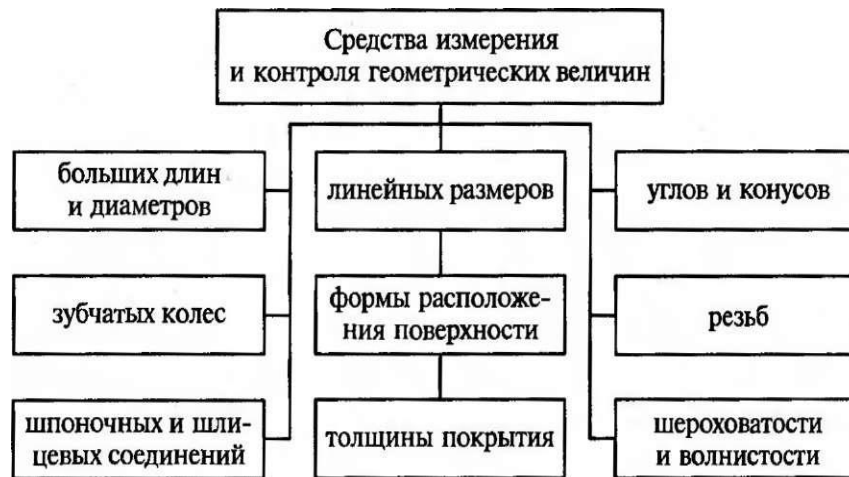 Средства измерения
и контроля геометрических величин
больших длин
и диаметров
линейных размеров
углов и конусов
зубчатых колес
формы расположе-
ния поверхности
резьб
шпоночных и шли-
цевых соединений
толщины покрытия
шероховатости
и волнистости